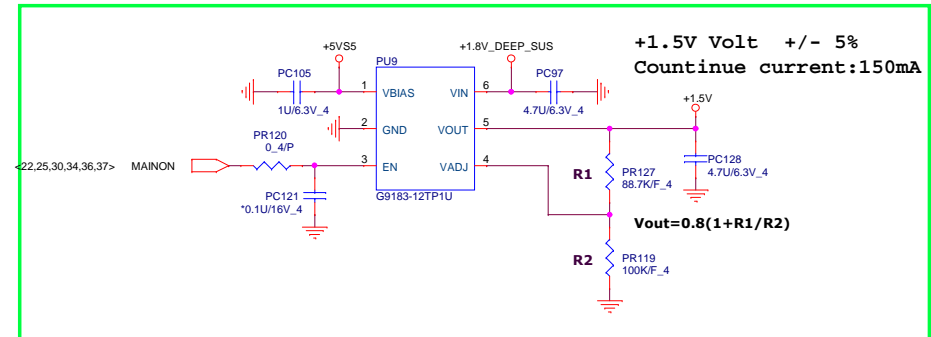 +1.5V Volt +/- 5%
Countinue current:150mA
+5VS5
+1.8V_DEEP_SUS
PU9
PC105
1U/6.3V_4
PC97
4.7U/6.3V_4
+1.5V
1
VBIAS
VIN
6
2
GND
VOUT
5
3
EN
VADJ
4
G9183-12TP1U
PR120
0_4/P
<22,25,30,34,36,37>
MAINON
PC121
*0.1U/16V_4
R1
PR127
88.7K/F_4
PC128
4.7U/6.3V_4
Vout=0.8(1+R1/R2)
R2
PR119
100K/F_4